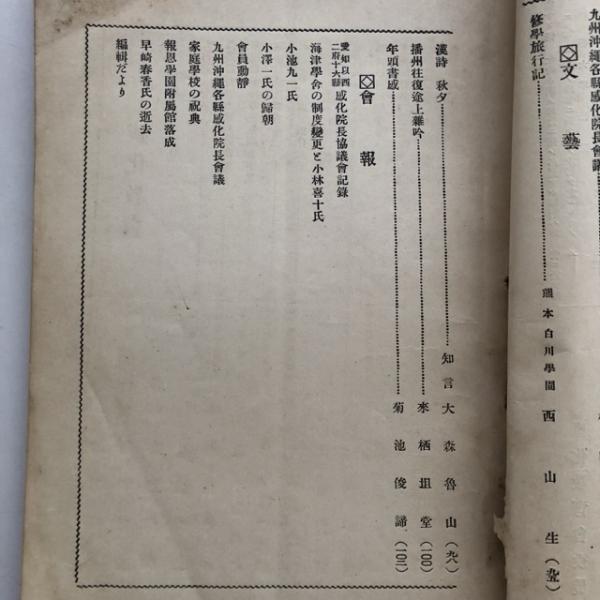 九州沖繩各縣感化院長會議
◇文藝
修學旅行記…………熊本白川學園 西山生
漢詩 秋夕…………知言 大森魯山(九八)
播州往復途上雜吟…………來栖坦堂(一〇〇)
年頭書感…………菊池俊諦(一〇二)
◇會報
愛知以西二府十六縣感化院長協議會記錄
海津學舍の制度變更と小林喜十氏
小池九一氏
小澤一氏の歸朝
會員動靜
九州沖繩各縣感化院長會議
家庭學校の祝典
報恩學園附屬館落成
早崎春香氏の逝去
編輯だより